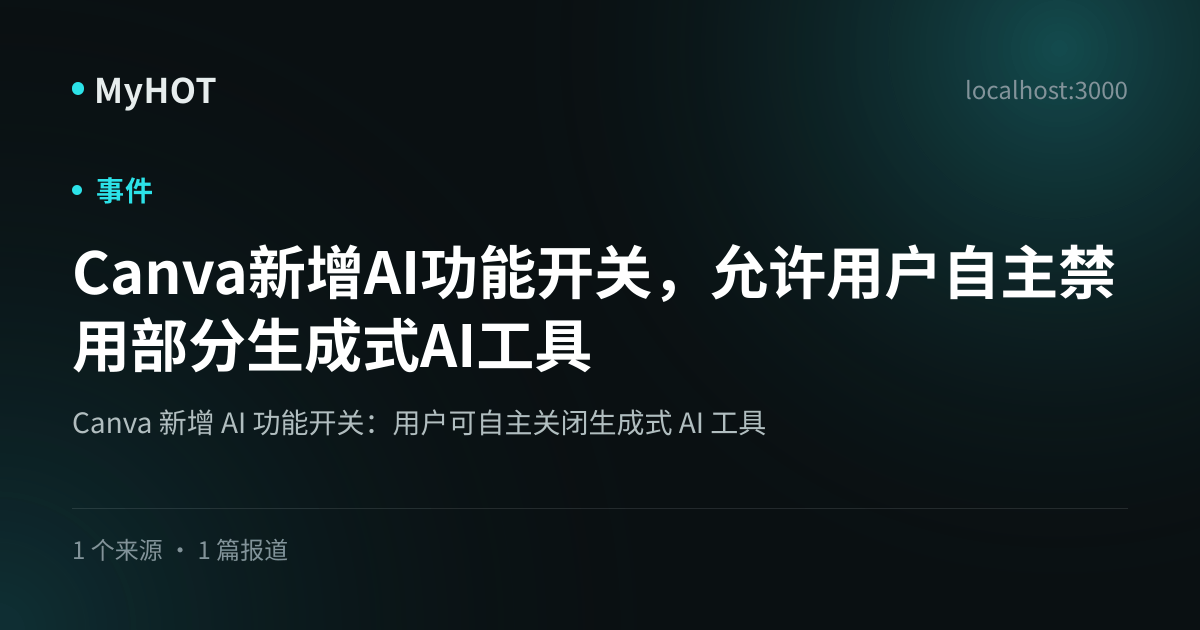 MyHOT
localhost:3000
事件
Canva新增AI功能开关，允许用户自主禁
用部分生成式AI工具
Canva 新增 AI 功能开关：用户可自主关闭生成式 AI 工具
1 个来源 · 1 篇报道